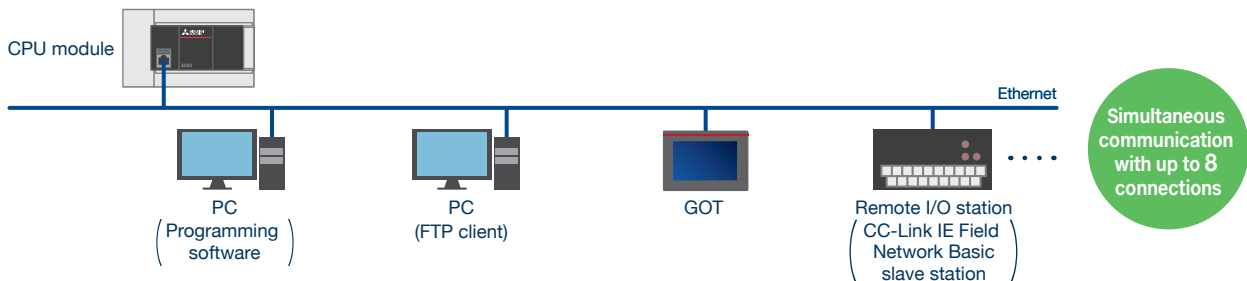 CPU module
Ethernet
Simultaneous
communication
with up to 8
connections
PC
(Programming
software)
PC
(FTP client)
GOT
Remote I/O station
(CC-Link IE Field
Network Basic
slave station)